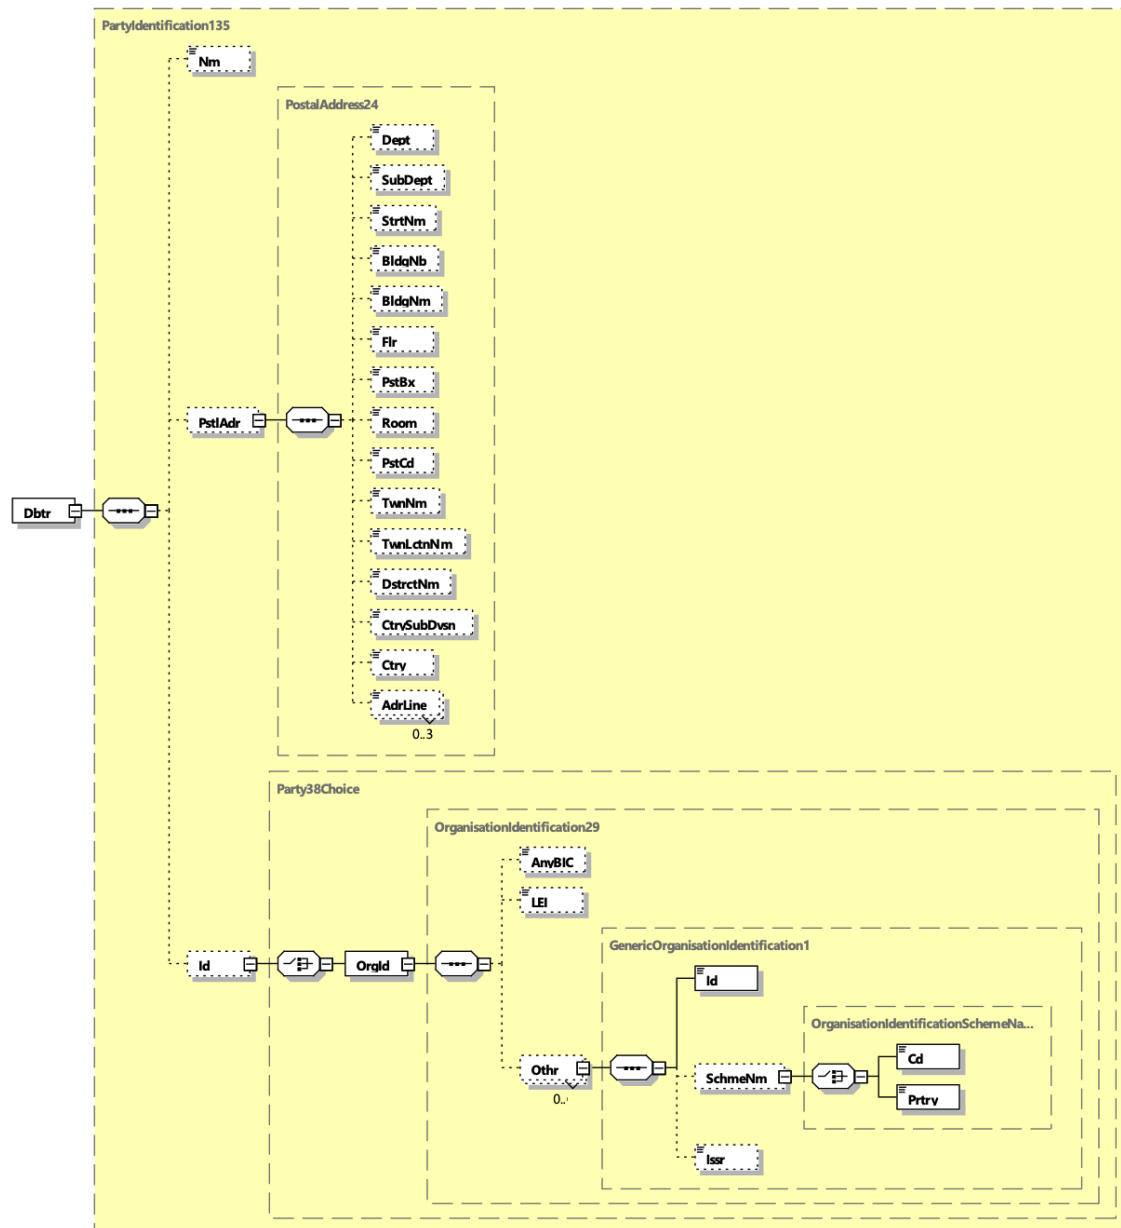 PartyIdentification135
Nm
PostalAddress24
Dept
SubDept
StrtNm
BldgNb
BldgNm
Flr
PstBx
PstlAdr
Room
PstCd
TwnNm
Dbtr
TwnLctnNm
DstrctNm
CtrySubDvsn
Ctry
AdrLine
0..3
Party38Choice
OrganisationIdentification29
AnyBIC
LEI
GenericOrganisationIdentification1
Id
OrgId
Id
OrganisationIdentificationSchemeNa...
Cd
Othr
SchmeNm
0..
Prtry
Issr